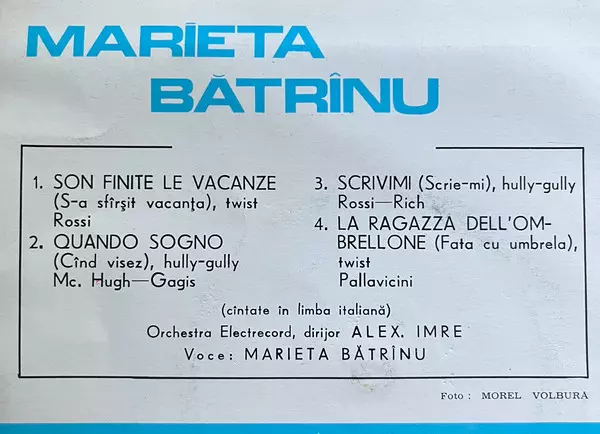 MARIETA
BĂTRÎNU
1. SON FINITE LE VACANZE
(S-a sfîrşit vacanţa), twist
Rossi
2. QUANDO SOGNO
(Cînd visez), hully-gully
Mc. Hugh—Gagis
3. SCRIVIMI (Scrie-mi), hully-gully
Rossi—Rich
4. LA RAGAZZA DELL'OM-
BRELLONE (Fata cu umbrela),
twist
Pallavicini
(cîntate în limba italiană)
Orchestra Electrecord, dirijor ALEX. IMRE
Voce: MARIETA BĂTRÎNU
Foto : MOREL VOLBURĂ